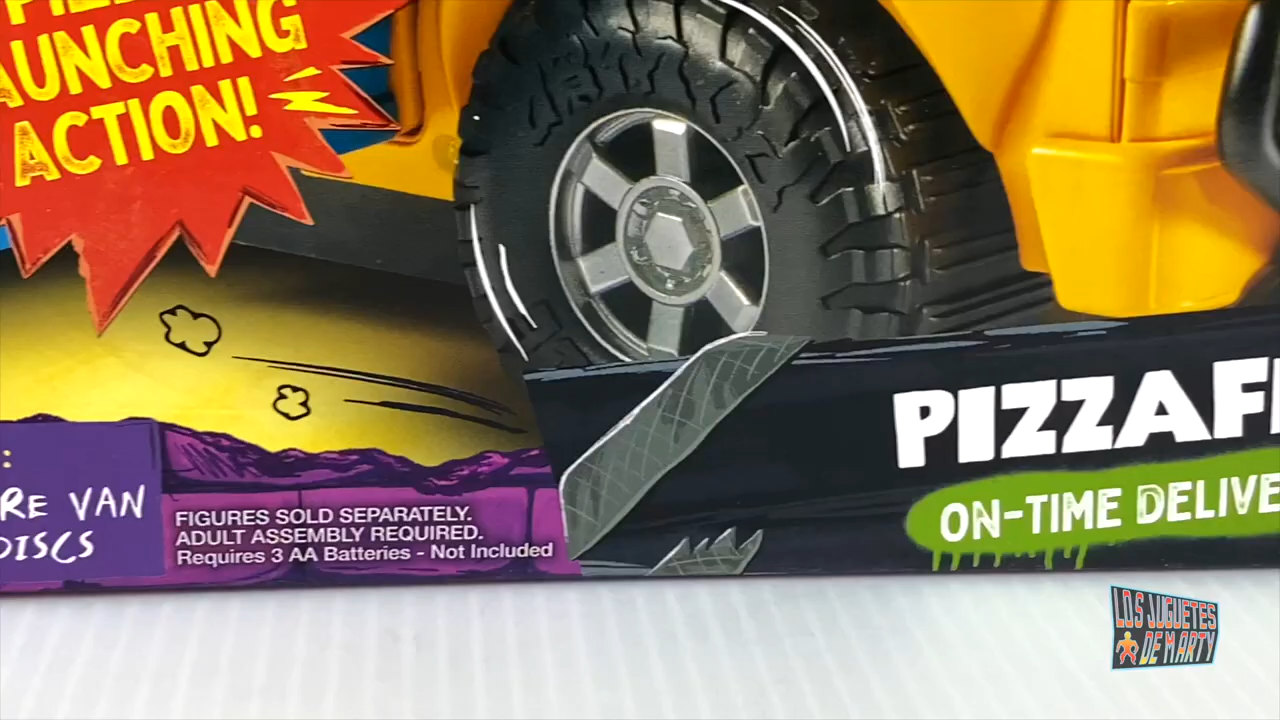 AUNCHING
ACTION!
RE VAN
DISCS
FIGURES SOLD SEPARATELY.
ADULT ASSEMBLY REQUIRED.
Requires 3 AA Batteries - Not Included
PIZZAF
ON-TIME DELIVE
LOS JUGUETES
DE MARTY